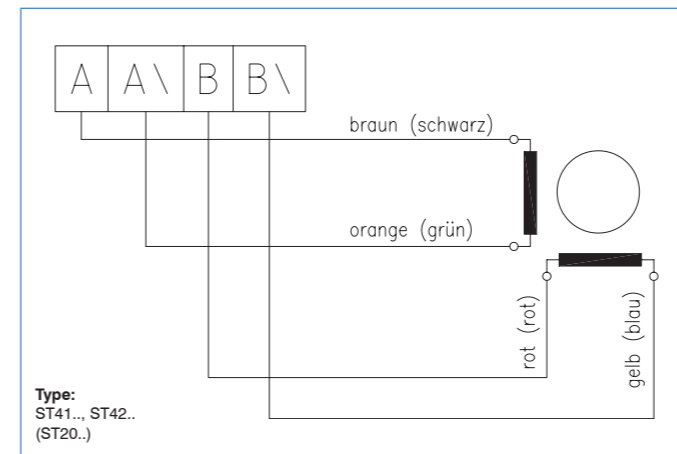 A A\ B B\
braun (schwarz)
orange (grün)
rot (rot)
gelb (blau)
Type:
ST41.., ST42..
(ST20..)